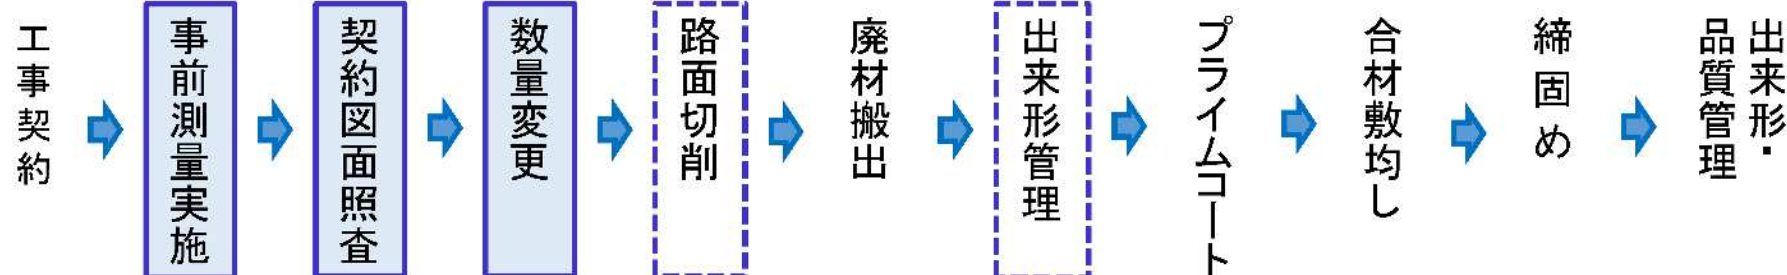 工事契約
事前測量実施
契約図面照査
数量変更
路面切削
廃材搬出
出来形管理
プライムコート
合材敷均し
締固め
出来形・
品質管理